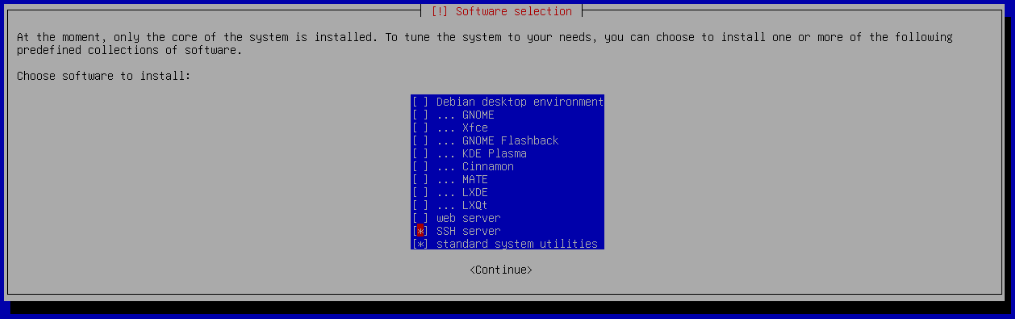 [!] Software selection
At the moment, only the core of the system is installed. To tune the system to your needs, you can choose to install one or more of the following
predefined collections of software.
Choose software to install:
[ ] Debian desktop environment
[ ] ... GNOME
[ ] ... Xfce
[ ] ... GNOME Flashback
[ ] ... KDE Plasma
[ ] ... Cinnamon
[ ] ... MATE
[ ] ... LXDE
[ ] ... LXQt
[ ] web server
[*] SSH server
[*] standard system utilities
<Continue>